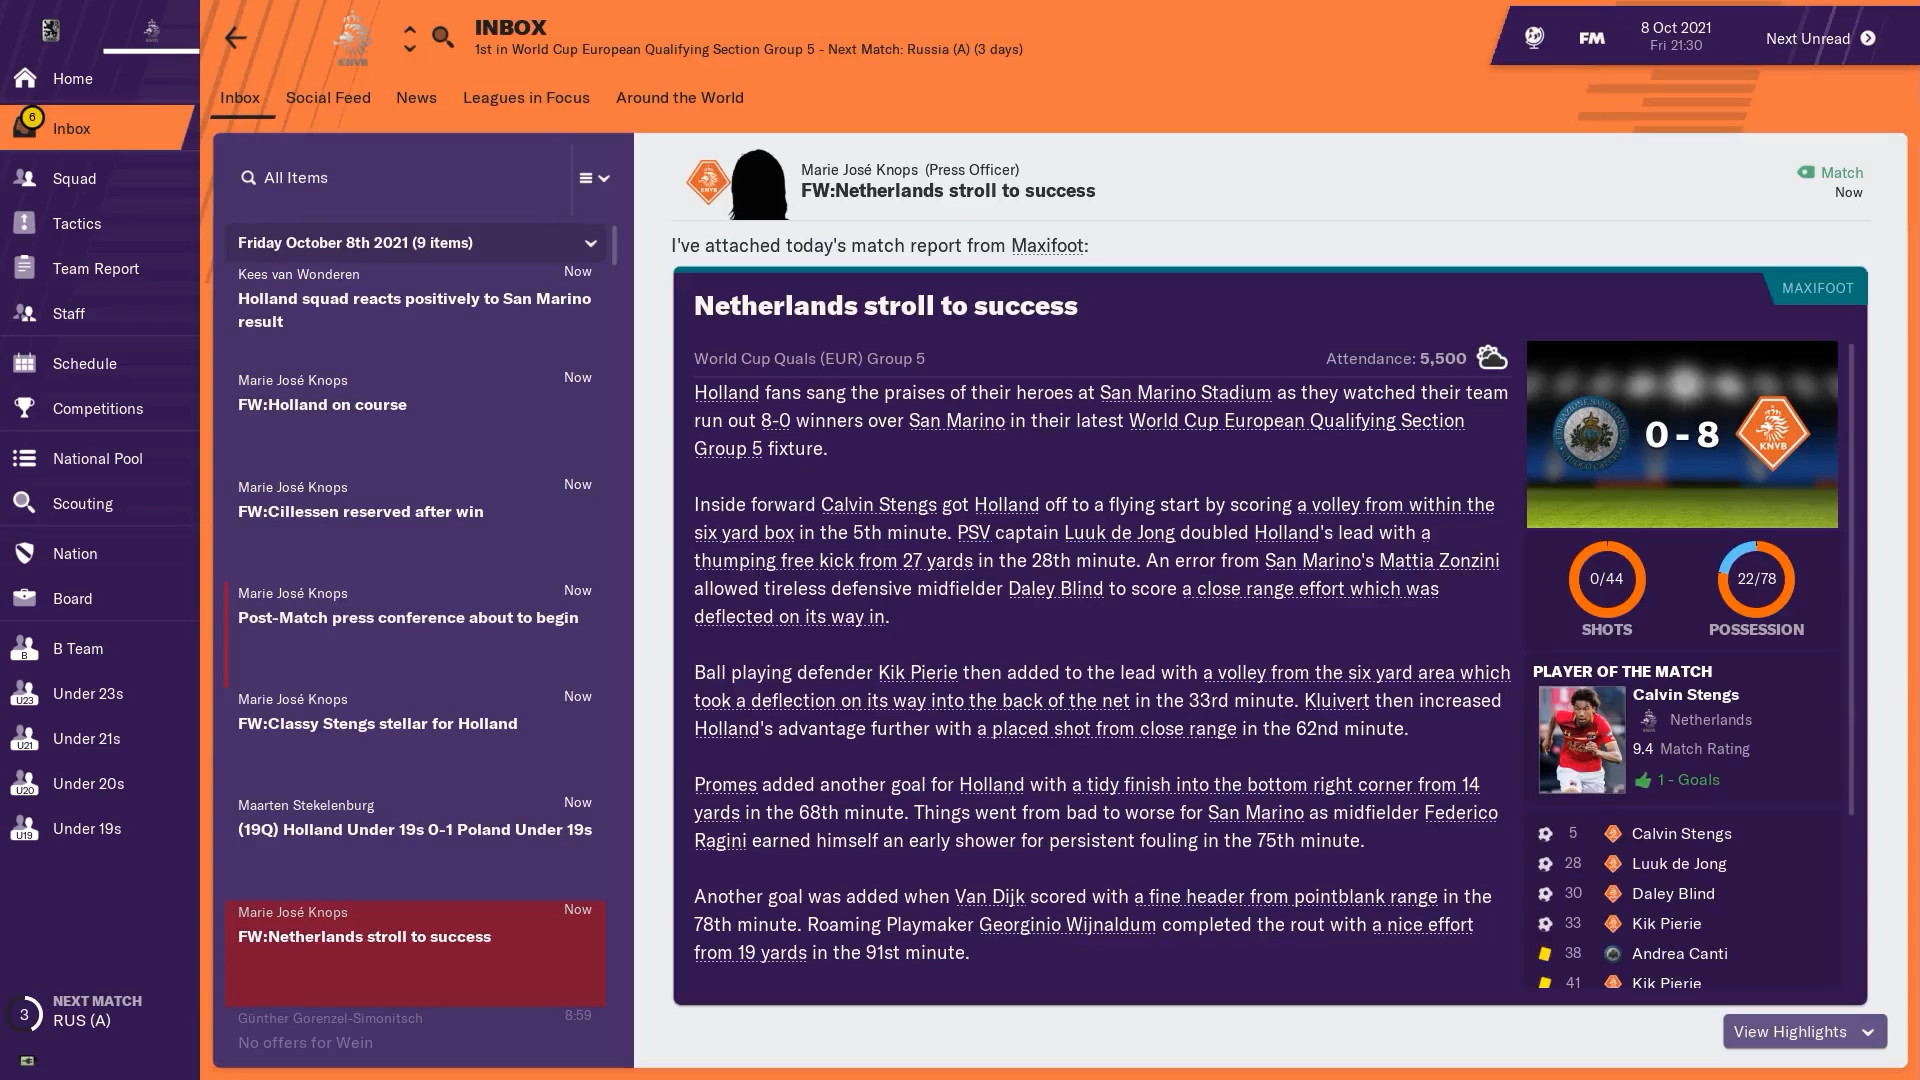 INBOX
1st in World Cup European Qualifying Section Group 5 - Next Match: Russia (A) (3 days)
FM
8 Oct 2021
Fri 21:30
Next Unread
Inbox
Social Feed
News
Leagues in Focus
Around the World
KNVB
Home
6
Inbox
Squad
Tactics
Team Report
Staff
Schedule
Competitions
National Pool
Scouting
Nation
Board
B
B Team
U23
Under 23s
U21
Under 21s
U20
Under 20s
U19
Under 19s
3
NEXT MATCH
RUS (A)
All Items
Friday October 8th 2021 (9 items)
Kees van Wonderen
Now
Holland squad reacts positively to San Marino
result
Marie José Knops
Now
FW:Holland on course
Marie José Knops
Now
FW:Cillessen reserved after win
Marie José Knops
Now
Post-Match press conference about to begin
Marie José Knops
Now
FW:Classy Stengs stellar for Holland
Maarten Stekelenburg
Now
(19Q) Holland Under 19s 0-1 Poland Under 19s
Marie José Knops
Now
FW:Netherlands stroll to success
Günther Gorenzel-Simonitsch
8:59
No offers for Wein
KNVB
Marie José Knops (Press Officer)
FW:Netherlands stroll to success
Match
Now
I've attached today's match report from Maxifoot:
Netherlands stroll to success
MAXIFOOT
World Cup Quals (EUR) Group 5
Attendance: 5,500
Holland fans sang the praises of their heroes at San Marino Stadium as they watched their team
run out 8-0 winners over San Marino in their latest World Cup European Qualifying Section
Group 5 fixture.
Inside forward Calvin Stengs got Holland off to a flying start by scoring a volley from within the
six yard box in the 5th minute. PSV captain Luuk de Jong doubled Holland's lead with a
thumping free kick from 27 yards in the 28th minute. An error from San Marino's Mattia Zonzini
allowed tireless defensive midfielder Daley Blind to score a close range effort which was
deflected on its way in.
Ball playing defender Kik Pierie then added to the lead with a volley from the six yard area which
took a deflection on its way into the back of the net in the 33rd minute. Kluivert then increased
Holland's advantage further with a placed shot from close range in the 62nd minute.
Promes added another goal for Holland with a tidy finish into the bottom right corner from 14
yards in the 68th minute. Things went from bad to worse for San Marino as midfielder Federico
Ragini earned himself an early shower for persistent fouling in the 75th minute.
Another goal was added when Van Dijk scored with a fine header from pointblank range in the
78th minute. Roaming Playmaker Georginio Wijnaldum completed the rout with a nice effort
from 19 yards in the 91st minute.
0 - 8
KNVB
0/44
SHOTS
22/78
POSSESSION
PLAYER OF THE MATCH
Calvin Stengs
Netherlands
9.4 Match Rating
1 - Goals
5 Calvin Stengs
28 Luuk de Jong
30 Daley Blind
33 Kik Pierie
38 Andrea Canti
41 Kik Pierie
View Highlights